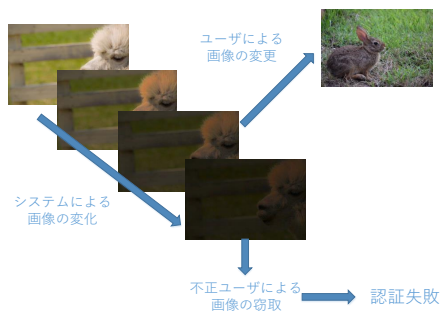 ユーザによる
画像の変更
システムによる
画像の変化
不正ユーザによる
画像の窃取
認証失敗